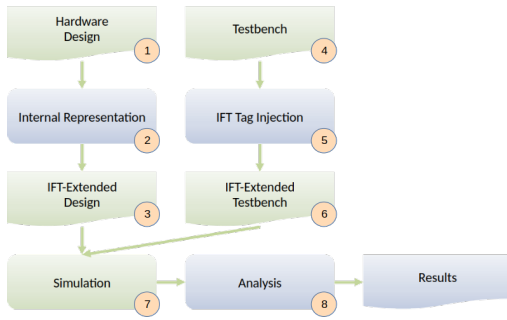 Hardware
Design
1
Testbench
4
Internal Representation
2
IFT Tag Injection
5
IFT-Extended
Design
3
IFT-Extended
Testbench
6
Simulation
7
Analysis
8
Results